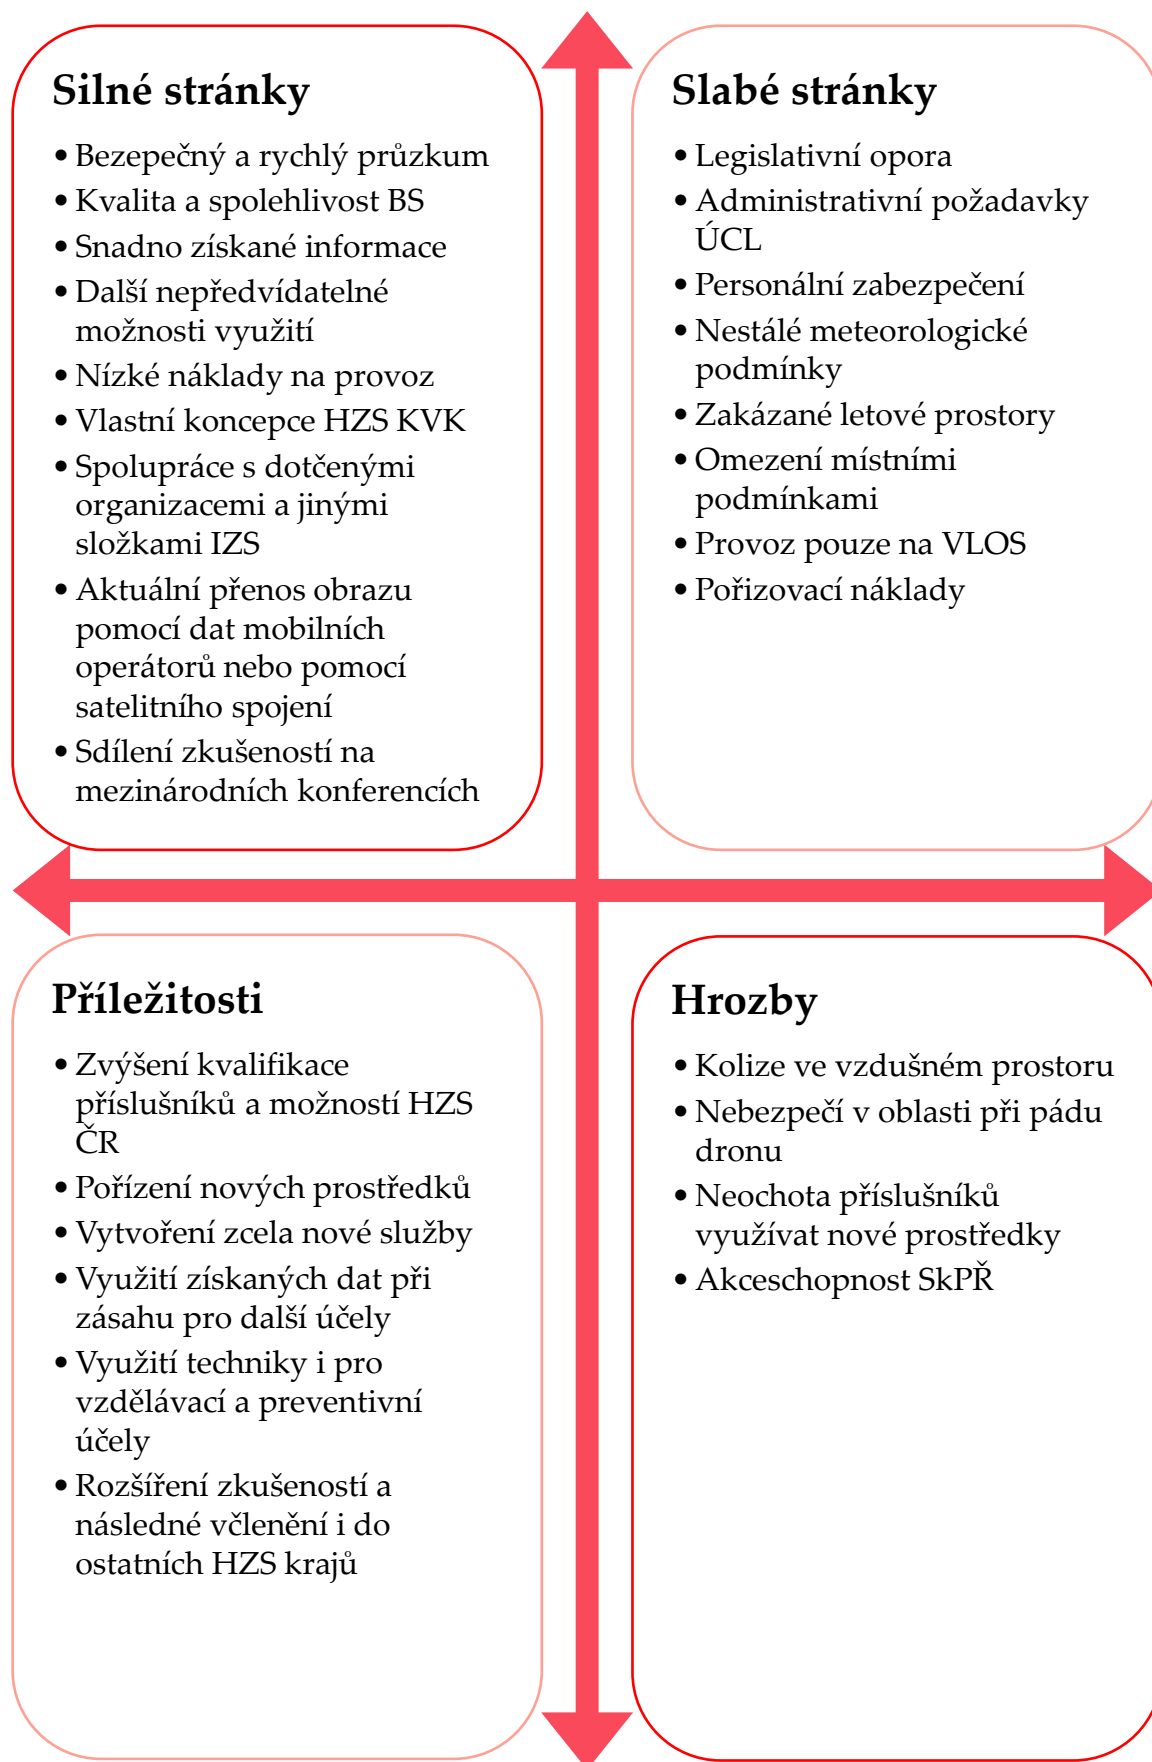 Silné stránky
• Bezepečný a rychlý průzkum
• Kvalita a spolehlivost BS
• Snadno získané informace
• Další nepředvídatelné
možnosti využití
• Nízké náklady na provoz
• Vlastní koncepce HZS KVK
• Spolupráce s dotčenými
organizacemi a jinými
složkami IZS
• Aktuální přenos obrazu
pomocí dat mobilních
operátorů nebo pomocí
satelitního spojení
• Sdílení zkušeností na
mezinárodních konferencích
Slabé stránky
• Legislativní opora
• Administrativní požadavky
ÚCL
• Personální zabezpečení
• Nestálé meteorologické
podmínky
• Zakázané letové prostory
• Omezení místními
podmínkami
• Provoz pouze na VLOS
• Pořizovací náklady
Příležitosti
• Zvýšení kvalifikace
příslušníků a možností HZS
ČR
• Pořízení nových prostředků
• Vytvoření zcela nové služby
• Využití získaných dat při
zásahu pro další účely
• Využití techniky i pro
vzdělávací a preventivní
účely
• Rozšíření zkušeností a
následné včlenění i do
ostatních HZS krajů
Hrozby
• Kolize ve vzdušném prostoru
• Nebezpečí v oblasti při pádu
dronu
• Neochota příslušníků
využívat nové prostředky
• Akceschopnost SkPŘ